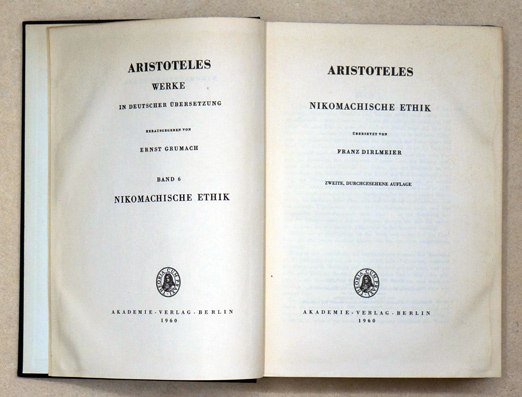 ARISTOTELES
WERKE
IN DEUTSCHER ÜBERSETZUNG
HERAUSGEGEBEN VON
ERNST GRUMACH
BAND 6
NIKOMACHISCHE ETHIK
AKADEMIE-VERLAG-BERLIN
1960
ARISTOTELES
NIKOMACHISCHE ETHIK
ÜBERSETZT VON
FRANZ DIRLMEIER
ZWEITE, DURCHGESEHENE AUFLAGE
AKADEMIE-VERLAG-BERLIN
1960